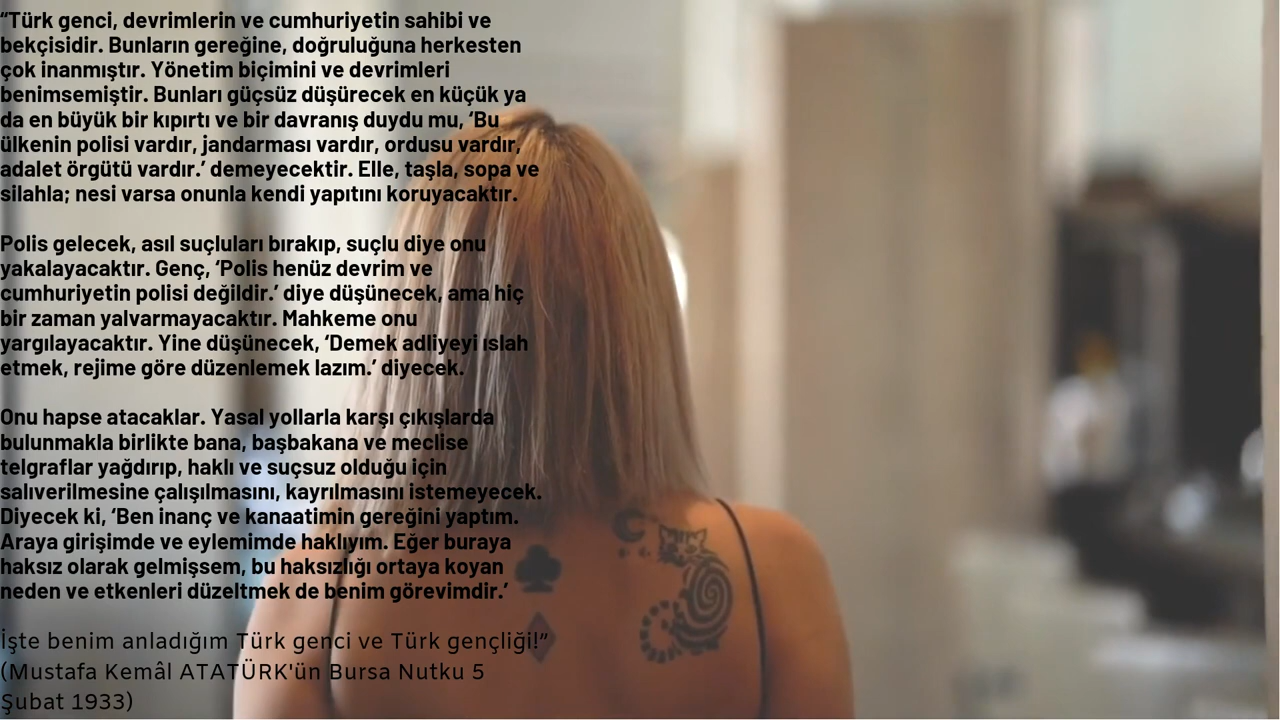 “Türk genci, devrimlerin ve cumhuriyetin sahibi ve
bekçisidir. Bunların gereğine, doğruluğuna herkesten
çok inanmıştır. Yönetim biçimini ve devrimleri
benimsemiştir. Bunları güçsüz düşürecek en küçük ya
da en büyük bir kıpırtı ve bir davranış duydu mu, ‘Bu
ülkenin polisi vardır, jandarması vardır, ordusu vardır,
adalet örgütü vardır.’ demeyecektir. Elle, taşla, sopa ve
silahla; nesi varsa onunla kendi yapıtını koruyacaktır.
Polis gelecek, asıl suçluları bırakıp, suçlu diye onu
yakalayacaktır. Genç, ‘Polis henüz devrim ve
cumhuriyetin polisi değildir.’ diye düşünecek, ama hiç
bir zaman yalvarmayacaktır. Mahkeme onu
yargılayacaktır. Yine düşünecek, ‘Demek adliyeyi ıslah
etmek, rejime göre düzenlemek lazım.’ diyecek.
Onu hapse atacaklar. Yasal yollarla karşı çıkışlarda
bulunmakla birlikte bana, başbakana ve meclise
telgraflar yağdırıp, haklı ve suçsuz olduğu için
salıverilmesine çalışılmasını, kayrılmasını istemeyecek.
Diyecek ki, ‘Ben inanç ve kanaatimin gereğini yaptım.
Araya girişimde ve eylemimde haklıyım. Eğer buraya
haksız olarak gelmişsem, bu haksızlığı ortaya koyan
neden ve etkenleri düzeltmek de benim görevimdir.’
İşte benim anladığım Türk genci ve Türk gençliği!”
(Mustafa Kemâl ATATÜRK'ün Bursa Nutku 5
Şubat 1933)